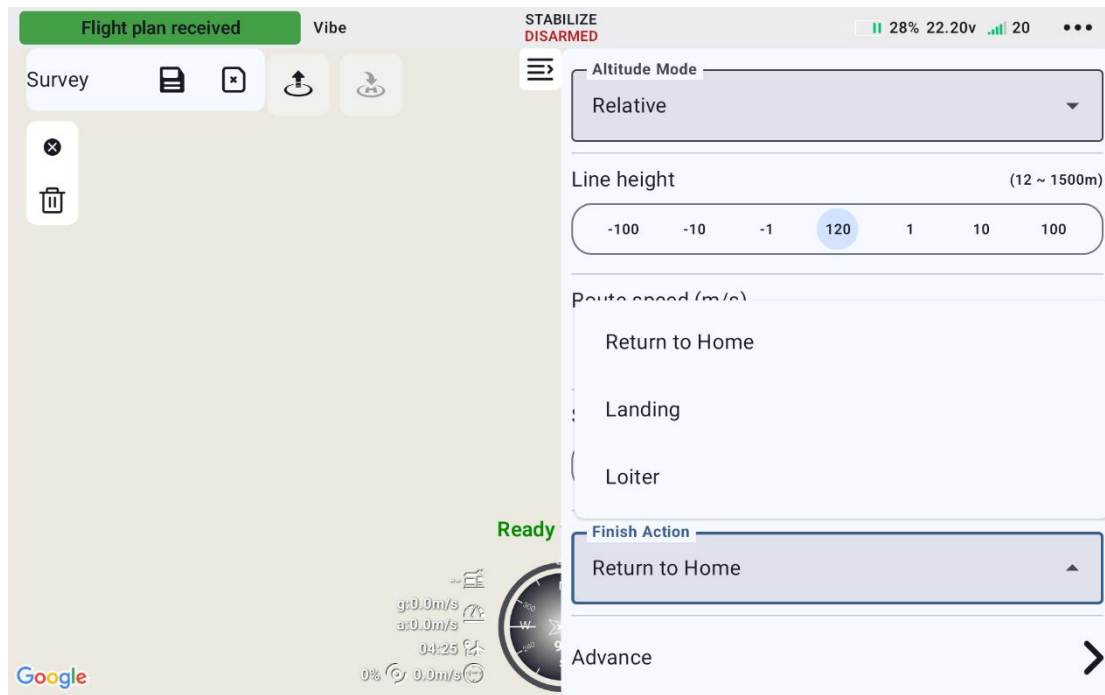 Flight plan received
Vibe
STABILIZE
DISARMED
28% 22.20v 20
Survey
Altitude Mode
Relative
Line height
(12 ~ 1500m)
-100 -10 -1 120 1 10 100
Route speed (m/s)
Return to Home
Landing
Loiter
Ready
Finish Action
Return to Home
Advance
--
g:0.0m/s
a:0.0m/s
04:25
0% 0.0m/s
W
Google